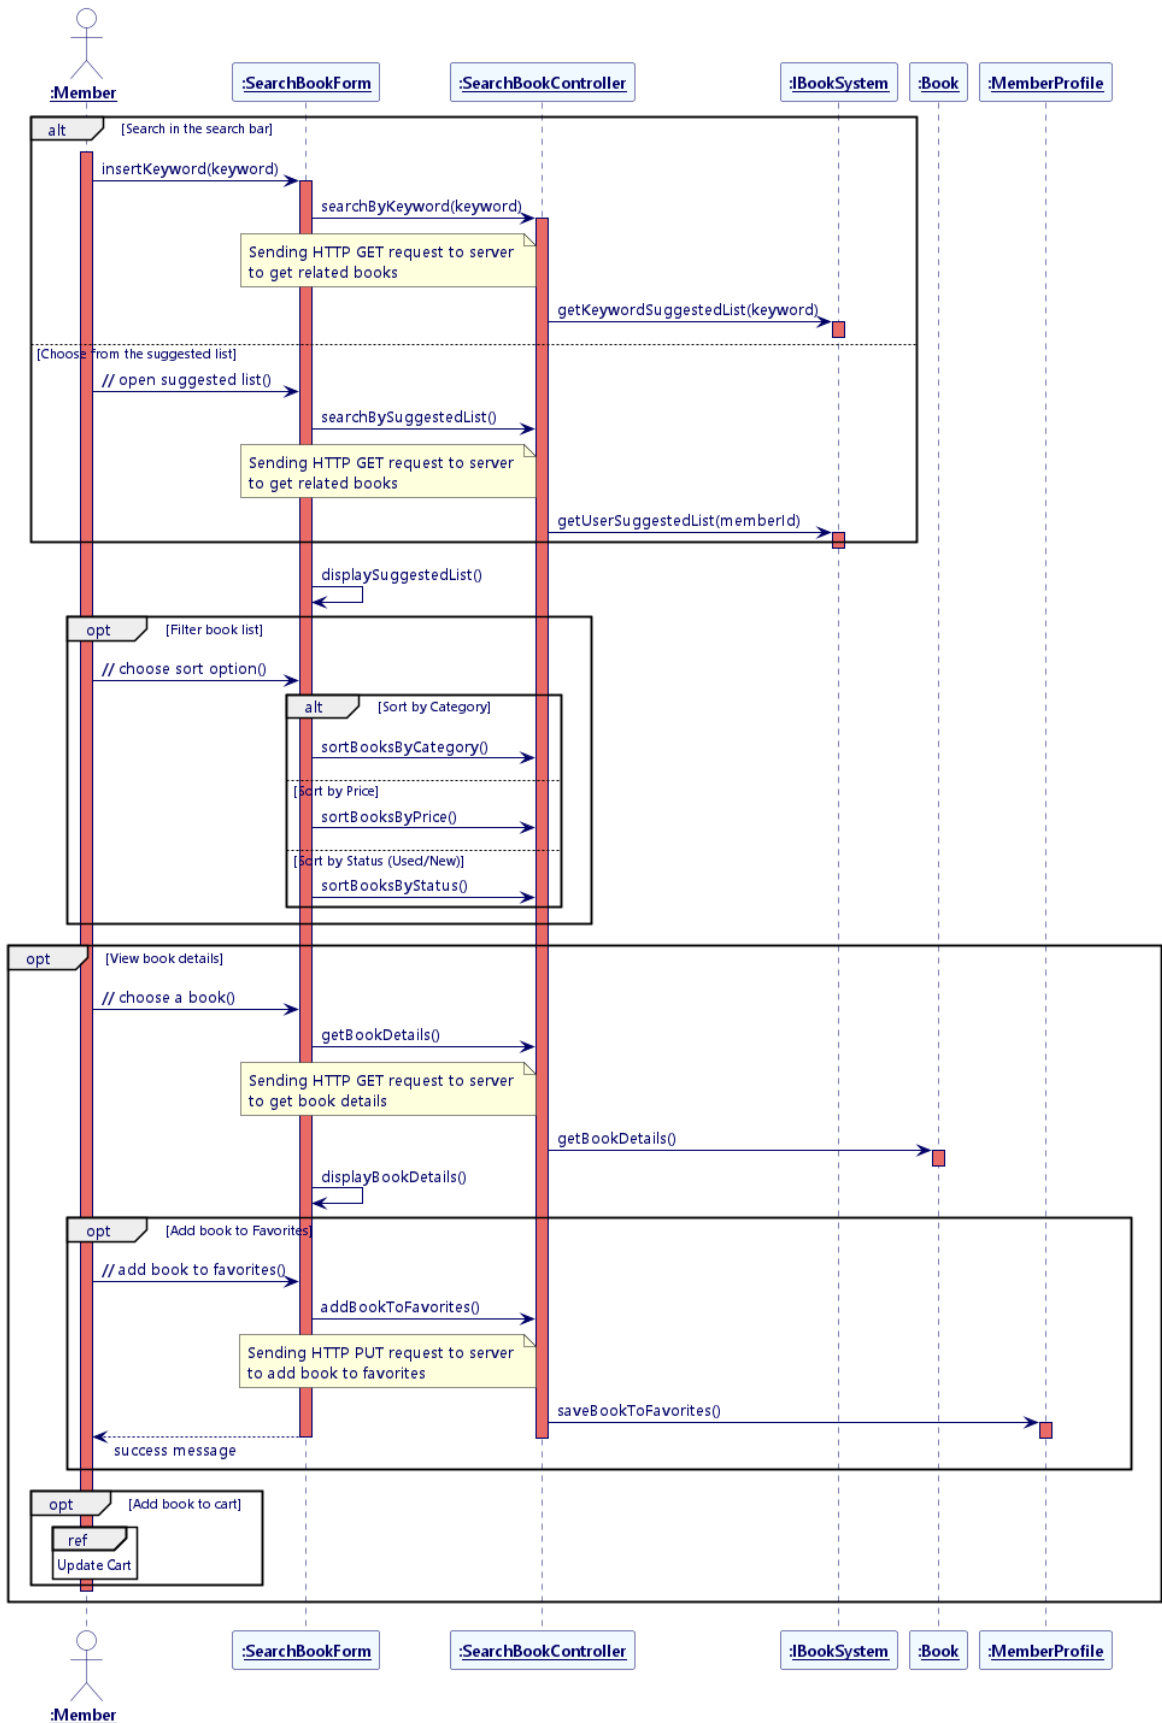 :Member
:SearchBookForm
:SearchBookController
:IBookSystem
:Book
:MemberProfile
alt
[Search in the search bar]
insertKeyword(keyword)
searchByKeyword(keyword)
Sending HTTP GET request to server
to get related books
getKeywordSuggestedList(keyword)
[Choose from the suggested list]
// open suggested list()
searchBySuggestedList()
Sending HTTP GET request to server
to get related books
getUserSuggestedList(memberId)
displaySuggestedList()
opt
[Filter book list]
// choose sort option()
alt
[Sort by Category]
sortBooksByCategory()
[Sort by Price]
sortBooksByPrice()
[Sort by Status (Used/New)]
sortBooksByStatus()
opt
[View book details]
// choose a book()
getBookDetails()
Sending HTTP GET request to server
to get book details
getBookDetails()
displayBookDetails()
opt
[Add book to Favorites]
// add book to favorites()
addBookToFavorites()
Sending HTTP PUT request to server
to add book to favorites
saveBookToFavorites()
success message
opt
[Add book to cart]
ref
Update Cart
:Member
:SearchBookForm
:SearchBookController
:IBookSystem
:Book
:MemberProfile